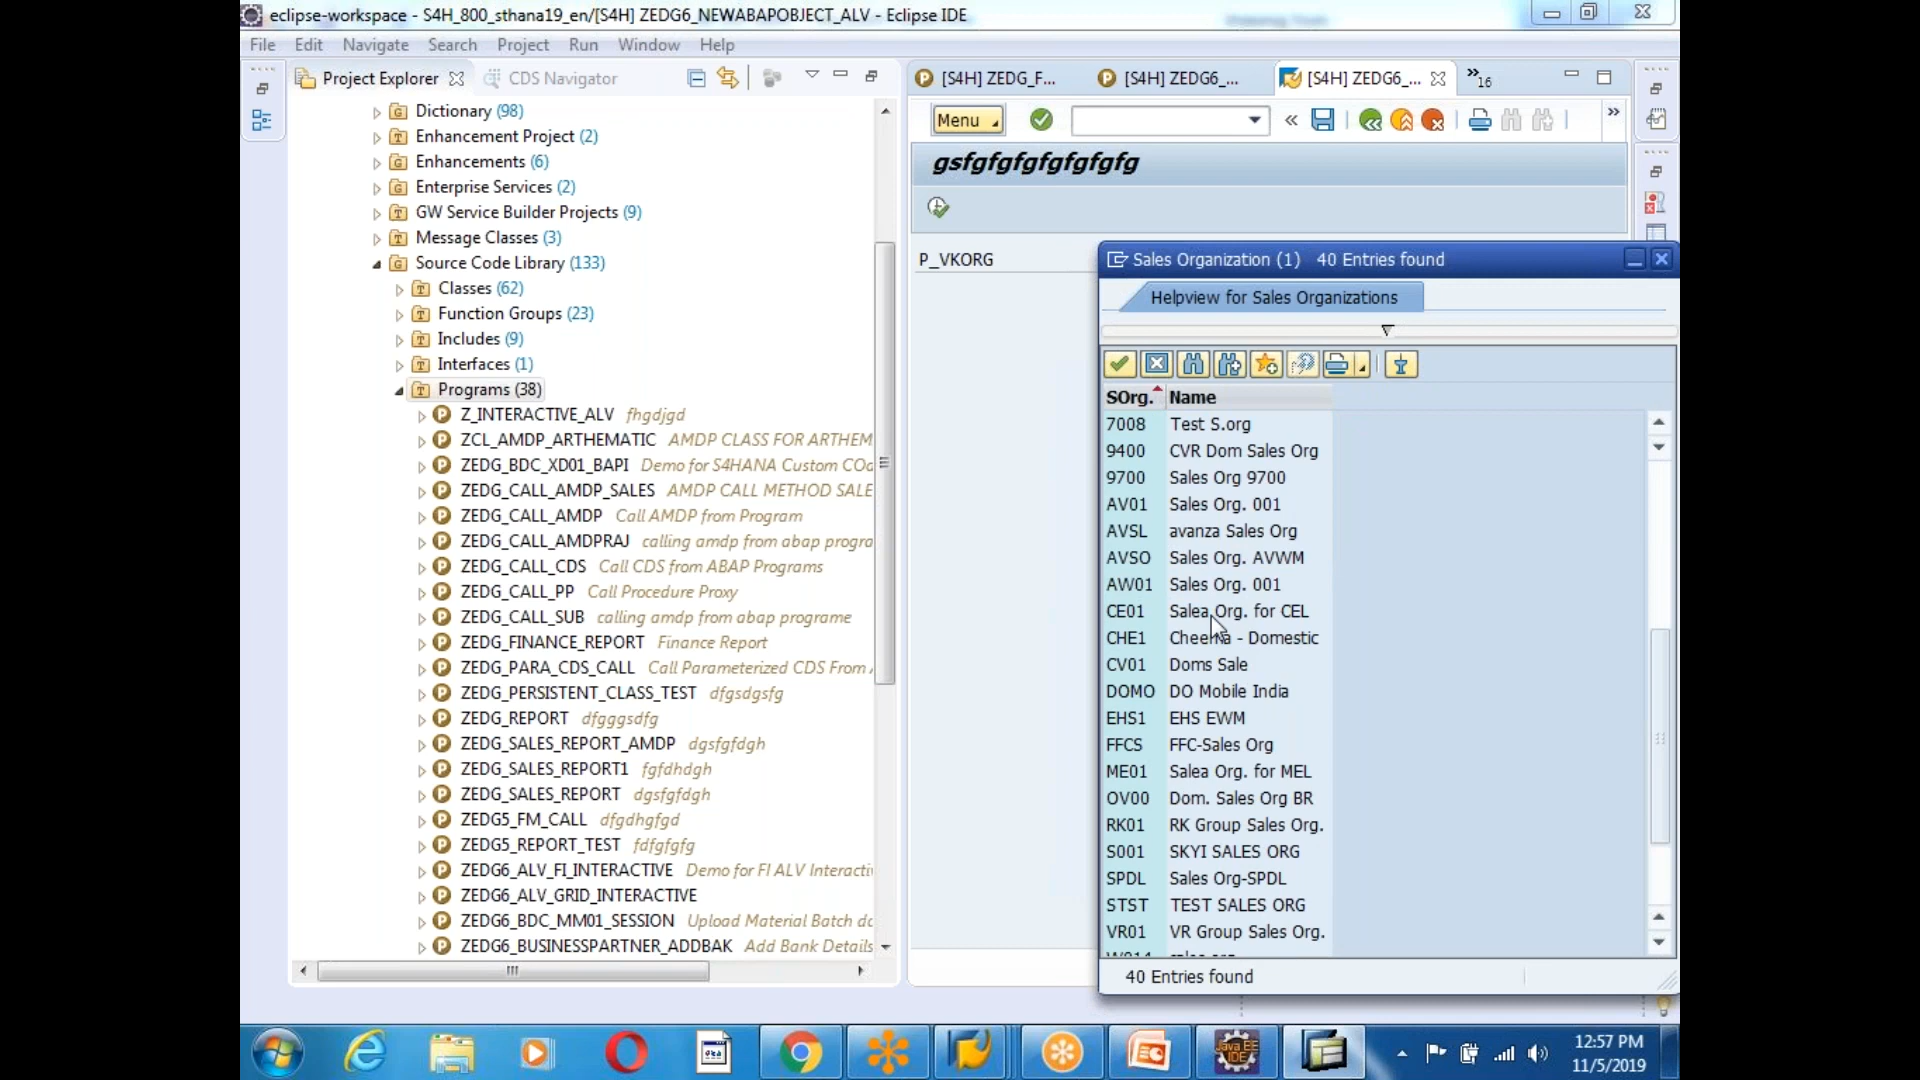 eclipse-workspace - S4H_800_sthana19_en/[S4H] ZEDG6_NEWABAPOBJECT_ALV - Eclipse IDE
File Edit Navigate Search Project Run Window Help
Project Explorer CDS Navigator
Dictionary (98)
Enhancement Project (2)
Enhancements (6)
Enterprise Services (2)
GW Service Builder Projects (9)
Message Classes (3)
Source Code Library (133)
Classes (62)
Function Groups (23)
Includes (9)
Interfaces (1)
Programs (38)
Z_INTERACTIVE_ALV fhgdjgd
ZCL_AMDP_ARTHEMATIC AMDP CLASS FOR ARTHEM
ZEDG_BDC_XD01_BAPI Demo for S4HANA Custom COa
ZEDG_CALL_AMDP_SALES AMDP CALL METHOD SALE
ZEDG_CALL_AMDP Call AMDP from Program
ZEDG_CALL_AMDPRAJ calling amdp from abap progra
ZEDG_CALL_CDS Call CDS from ABAP Programs
ZEDG_CALL_PP Call Procedure Proxy
ZEDG_CALL_SUB calling amdp from abap programe
ZEDG_FINANCE_REPORT Finance Report
ZEDG_PARA_CDS_CALL Call Parameterized CDS From
ZEDG_PERSISTENT_CLASS_TEST dfgsdgsfg
ZEDG_REPORT dfgggsdfg
ZEDG_SALES_REPORT_AMDP dgsfgfdgh
ZEDG_SALES_REPORT1 fgfdhdgh
ZEDG_SALES_REPORT dgsfgfdgh
ZEDG5_FM_CALL dfgdhgfgd
ZEDG5_REPORT_TEST fdfgfgfg
ZEDG6_ALV_FI_INTERACTIVE Demo for FI ALV Interacti
ZEDG6_ALV_GRID_INTERACTIVE
ZEDG6_BDC_MM01_SESSION Upload Material Batch dc
ZEDG6_BUSINESSPARTNER_ADDBAK Add Bank Details
[S4H] ZEDG_F... [S4H] ZEDG6_... [S4H] ZEDG6_... 16
Menu
gsfgfgfgfgfgfgfg
P_VKORG
Sales Organization (1) 40 Entries found
Helpview for Sales Organizations
SOrg. Name
7008 Test S.org
9400 CVR Dom Sales Org
9700 Sales Org 9700
AV01 Sales Org. 001
AVSL avanza Sales Org
AVSO Sales Org. AVWM
AW01 Sales Org. 001
CE01 Salea Org. for CEL
CHE1 Cheerka - Domestic
CV01 Doms Sale
DOMO DO Mobile India
EHS1 EHS EWM
FFCS FFC-Sales Org
ME01 Salea Org. for MEL
OV00 Dom. Sales Org BR
RK01 RK Group Sales Org.
S001 SKYI SALES ORG
SPDL Sales Org-SPDL
STST TEST SALES ORG
VR01 VR Group Sales Org.
40 Entries found
12:57 PM
11/5/2019